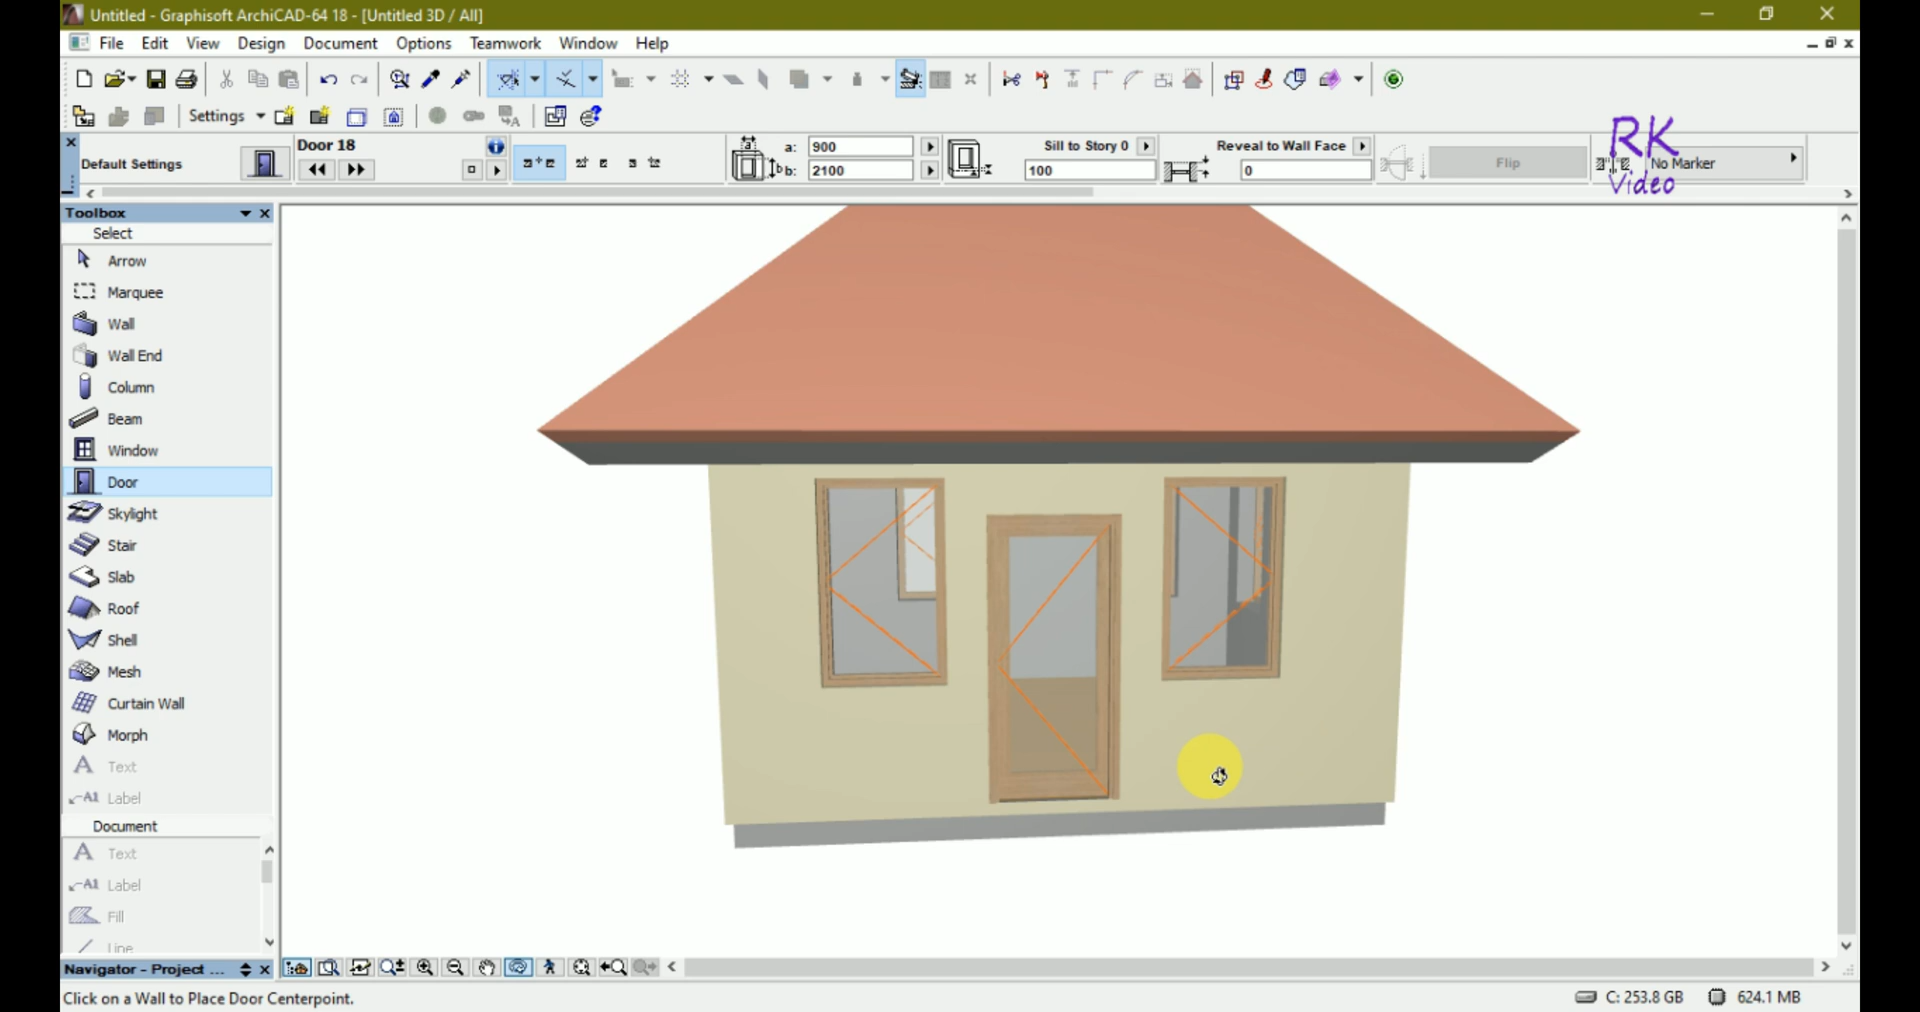 Untitled - Graphisoft ArchiCAD-64 18 - [Untitled 3D / All]
File Edit View Design Document Options Teamwork Window Help
Settings
RK
Video
Default Settings
Door 18
a: 900
b: 2100
Sill to Story 0
100
Reveal to Wall Face
0
Flip
No Marker
Toolbox
Select
Arrow
Marquee
Wall
Wall End
Column
Beam
Window
Door
Skylight
Stair
Slab
Roof
Shell
Mesh
Curtain Wall
Morph
A Text
A1 Label
Document
A Text
A1 Label
Fill
Line
Navigator - Project ...
Click on a Wall to Place Door Centerpoint.
C: 253.8 GB
624.1 MB